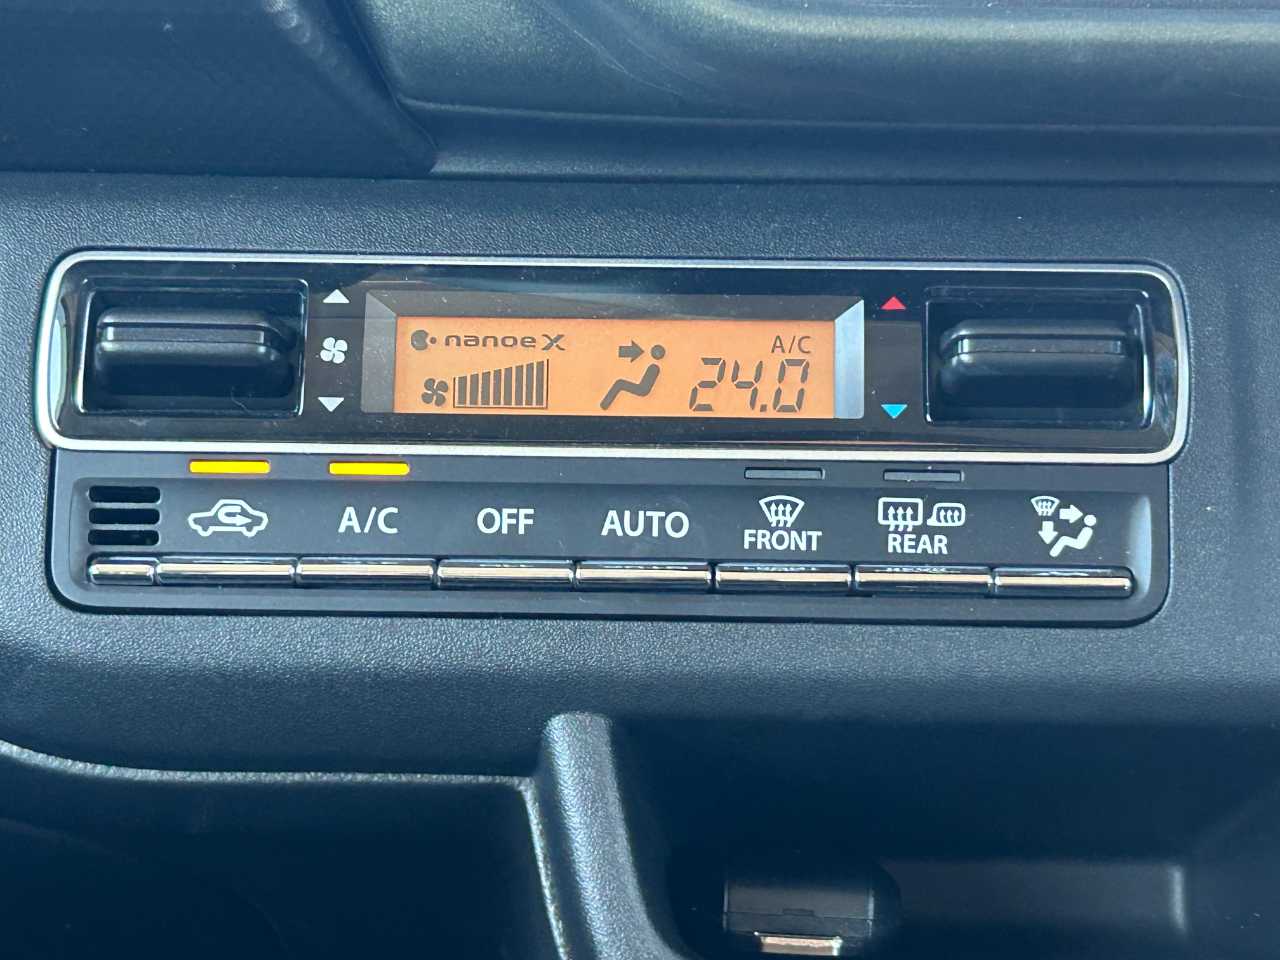 nanoe X
A/C
24.0
A/C
OFF
AUTO
FRONT
REAR